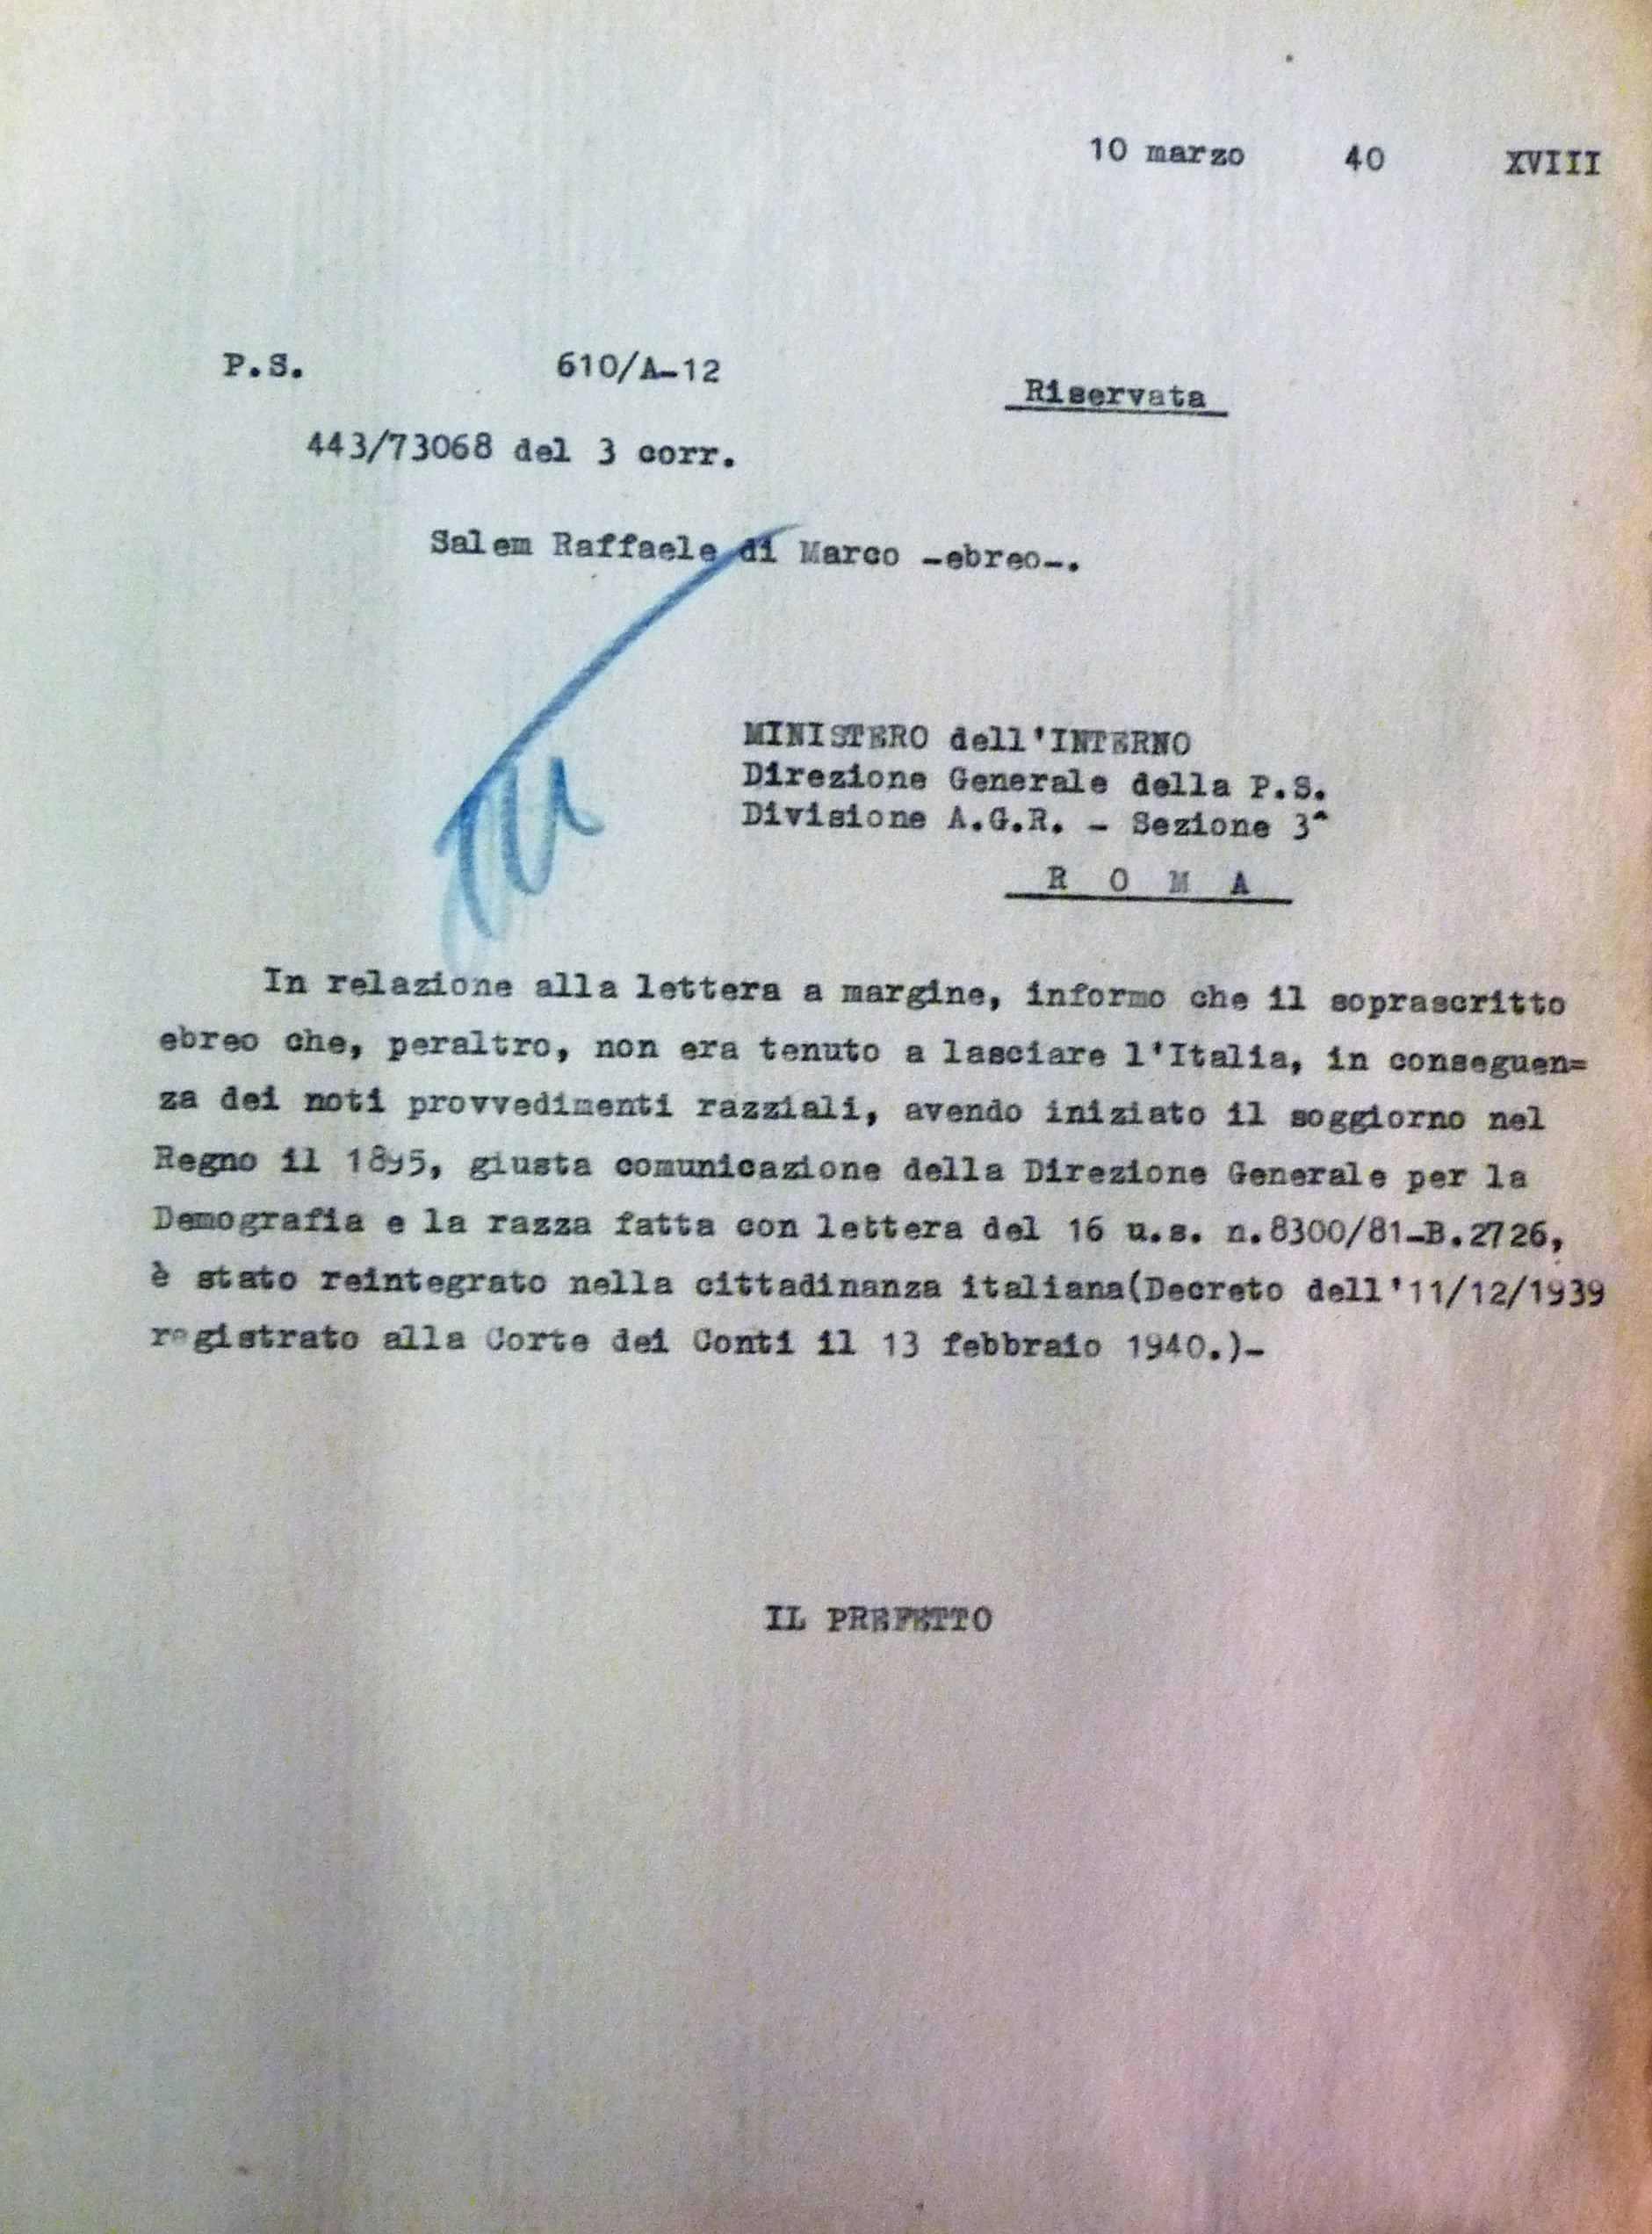 10 marzo 40 XVIII
P.S. 610/A-12
Riservata
443/73068 del 3 corr.
Salem Raffaele di Marco -ebreo-.
MINISTERO dell'INTERNO
Direzione Generale della P.S.
Divisione A.G.R. - Sezione 3^
R O M A
In relazione alla lettera a margine, informo che il soprascritto
ebreo che, peraltro, non era tenuto a lasciare l'Italia, in conseguen=
za dei noti provvedimenti razziali, avendo iniziato il soggiorno nel
Regno il 1895, giusta comunicazione della Direzione Generale per la
Demografia e la razza fatta con lettera del 16 u.s. n.8300/81-B.2726,
è stato reintegrato nella cittadinanza italiana(Decreto dell'11/12/1939
registrato alla Corte dei Conti il 13 febbraio 1940.)-
IL PREFETTO